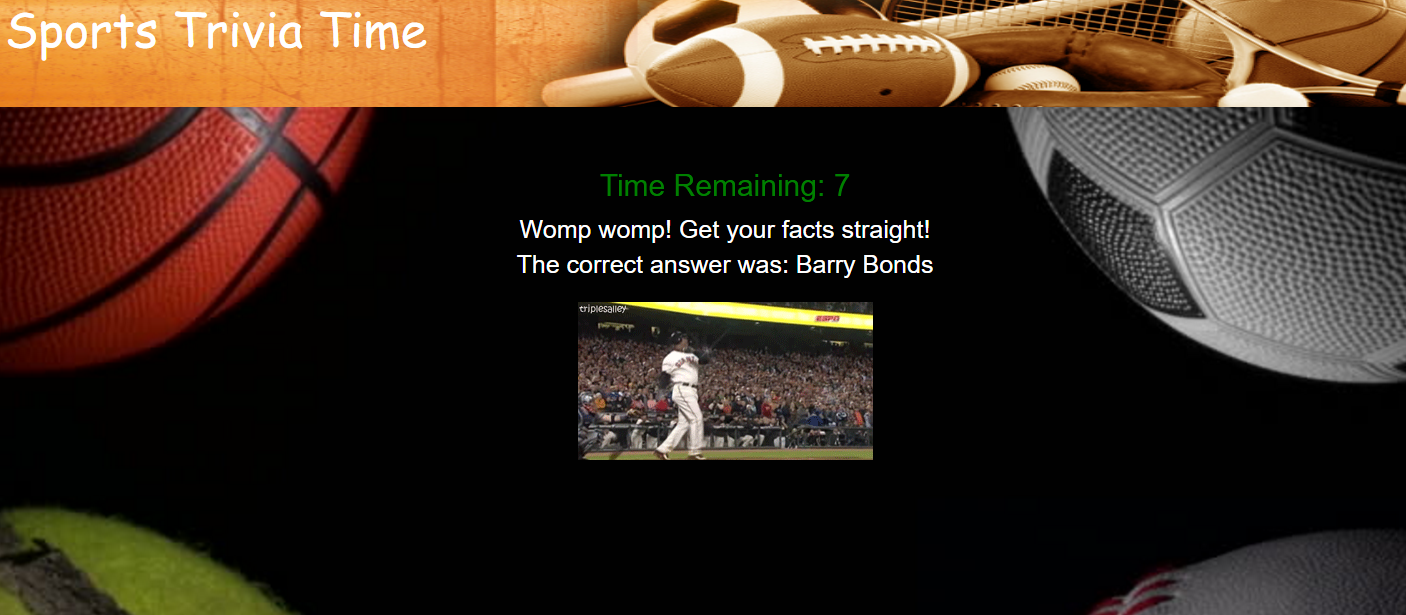 Sports Trivia Time
Time Remaining: 7
Womp womp! Get your facts straight!
The correct answer was: Barry Bonds
triplesalley
ESPN